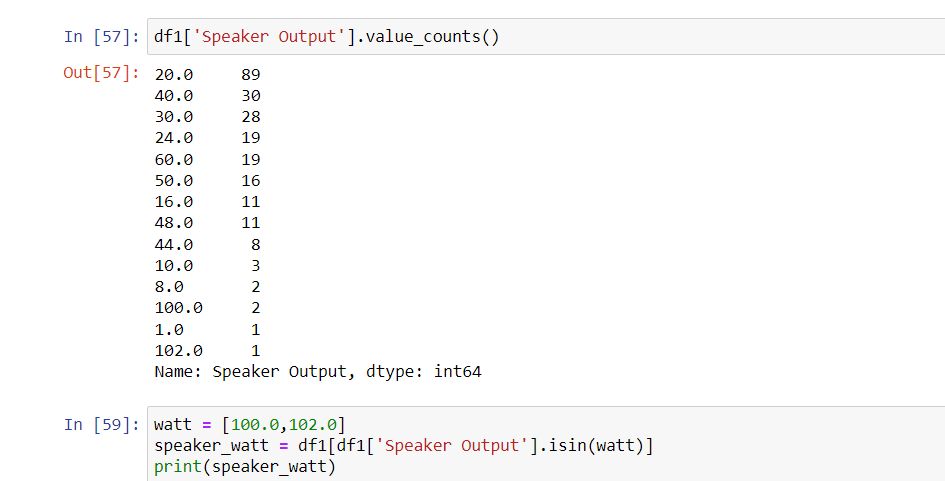 In [57]: df1['Speaker Output'].value_counts()
Out[57]: 20.0     89
40.0     30
30.0     28
24.0     19
60.0     19
50.0     16
16.0     11
48.0     11
44.0      8
10.0      3
8.0       2
100.0     2
1.0       1
102.0     1
Name: Speaker Output, dtype: int64
In [59]: watt = [100.0,102.0]
speaker_watt = df1[df1['Speaker Output'].isin(watt)]
print(speaker_watt)